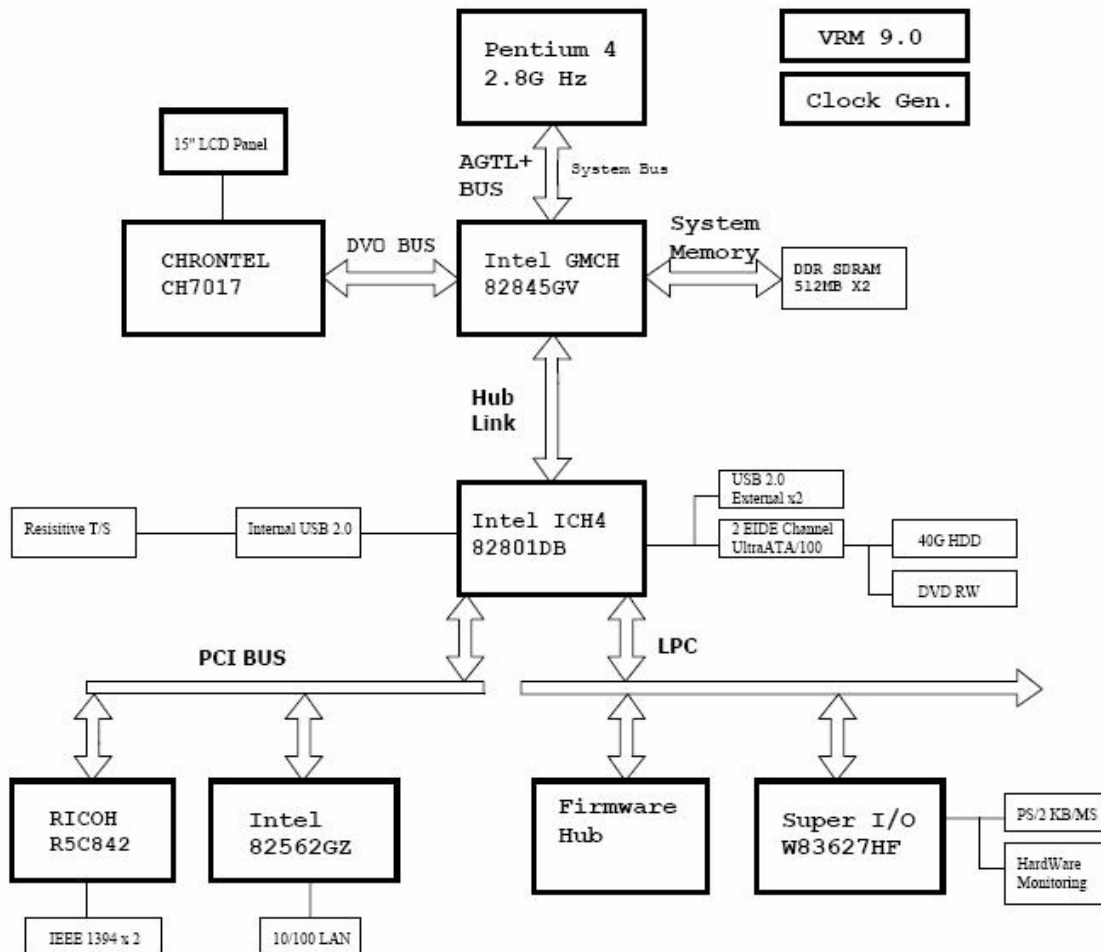 Pentium 4
2.8G Hz
VRM 9.0
Clock Gen.
15" LCD Panel
AGTL+
BUS
System Bus
CHRONTEL
CH7017
DVO BUS
Intel GMCH
82845GV
System
Memory
DDR SDRAM
512MB X2
Hub
Link
Resisitive T/S
Internal USB 2.0
Intel ICH4
82801DB
USB 2.0
External x2
2 EIDE Channel
UltraATA/100
40G HDD
DVD RW
PCI BUS
LPC
RICOH
R5C842
Intel
82562GZ
Firmware
Hub
Super I/O
W83627HF
PS/2 KB/MS
HardWare
Monitoring
IEEE 1394 x 2
10/100 LAN